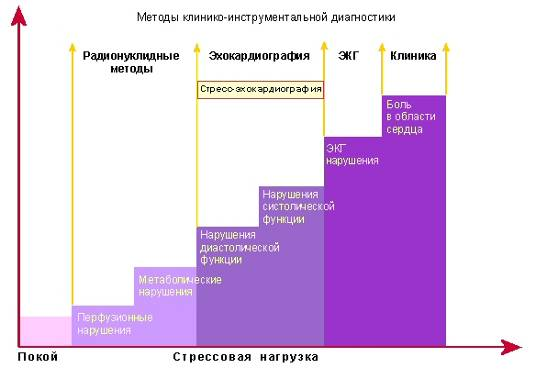 Методы клинико-инструментальной диагностики
Радионуклидные
методы
Эхокардиография
ЭКГ
Клиника
Стресс-эхокардиография
Боль
в области
сердца
ЭКГ
нарушения
Нарушения
систолической
функции
Нарушения
диастолической
функции
Метаболические
нарушения
Перфузионные
нарушения
Покой
Стрессовая нагрузка